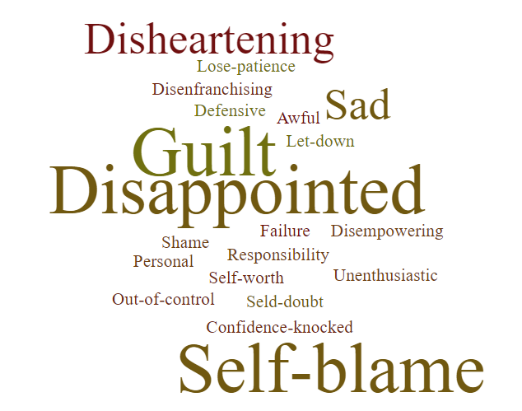 Disheartening
Lose-patience
Disenfranchising
Sad
Defensive
Awful
Guilt
Let-down
Disappointed
Failure
Disempowering
Shame
Responsibility
Personal
Self-worth
Unenthusiastic
Out-of-control
Seld-doubt
Confidence-knocked
Self-blame